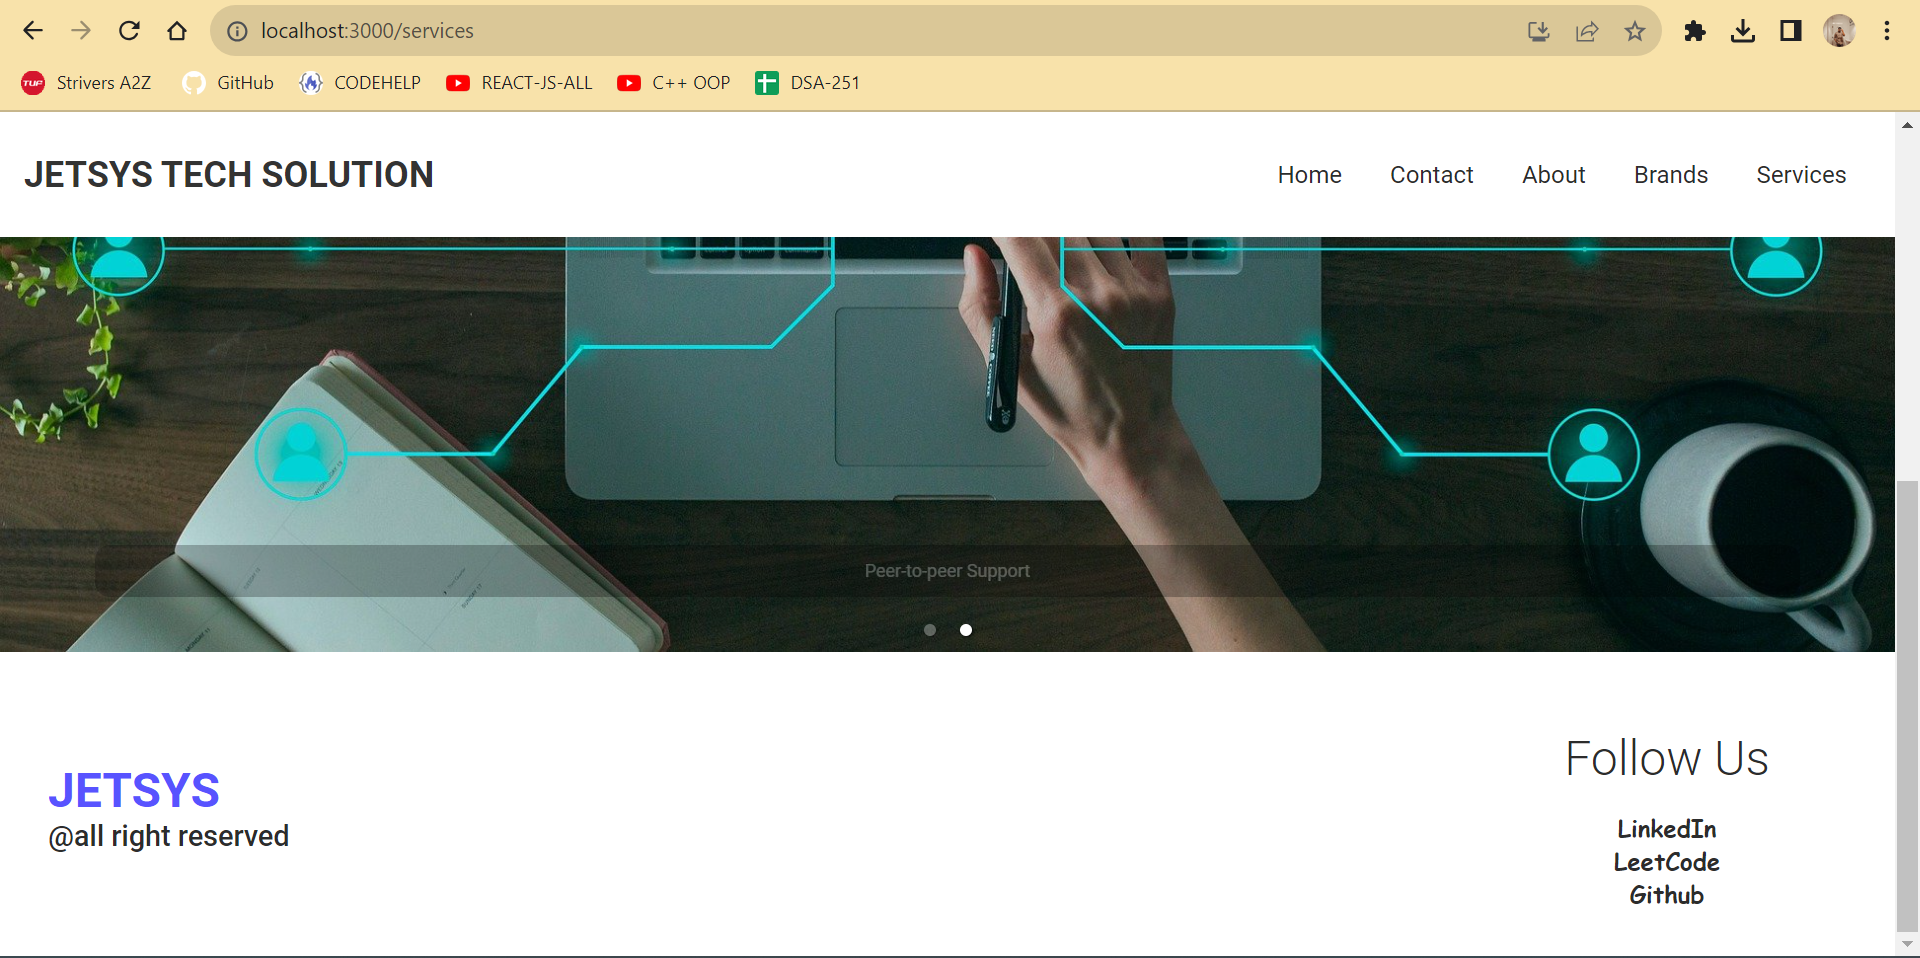 localhost:3000/services
Strivers A2Z GitHub CODEHELP REACT-JS-ALL C++ OOP DSA-251
JETSYS TECH SOLUTION Home Contact About Brands Services
Peer-to-peer Support
JETSYS
@all right reserved
Follow Us
LinkedIn
LeetCode
Github